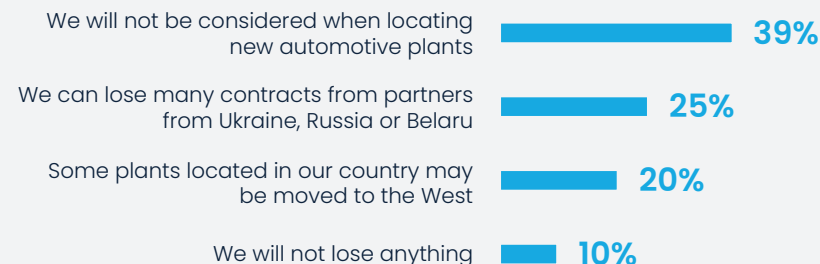 We will not be considered when locating
new automotive plants
39%
We can lose many contracts from partners
from Ukraine, Russia or Belaru
25%
Some plants located in our country may
be moved to the West
20%
We will not lose anything
10%